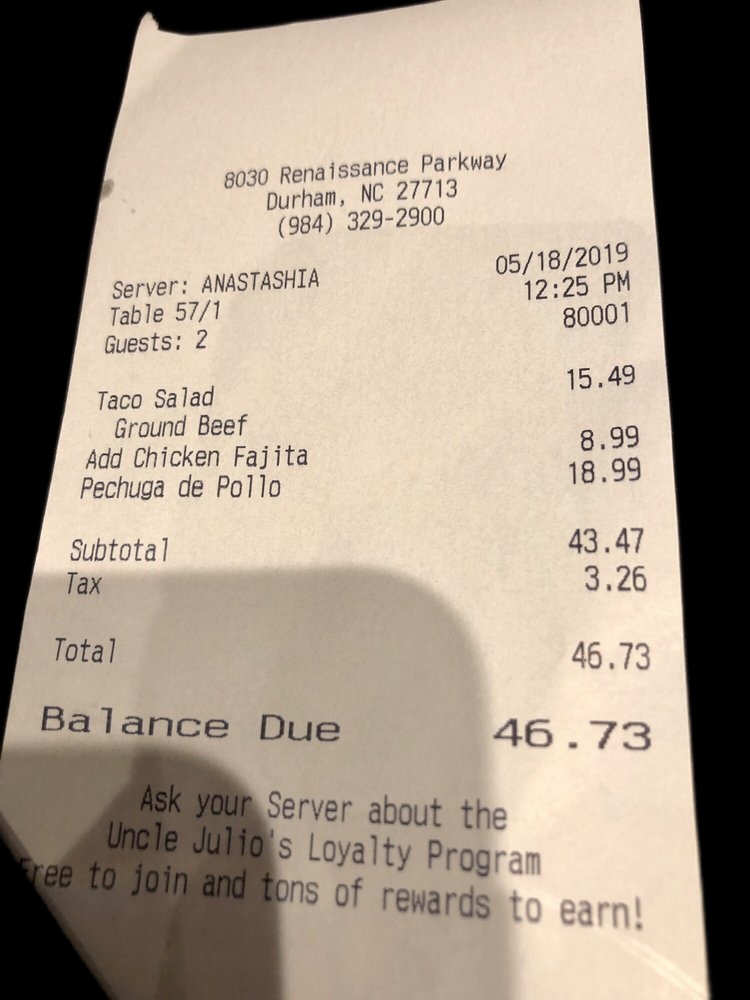 8030 Renaissance Parkway
Durham, NC 27713
(984) 329-2900
Server: ANASTASHIA 05/18/2019
Table 57/1 12:25 PM
Guests: 2 80001
Taco Salad 15.49
Ground Beef
Add Chicken Fajita 8.99
Pechuga de Pollo 18.99
Subtotal 43.47
Tax 3.26
Total 46.73
Balance Due 46.73
Ask your Server about the
Uncle Julio's Loyalty Program
Free to join and tons of rewards to earn!